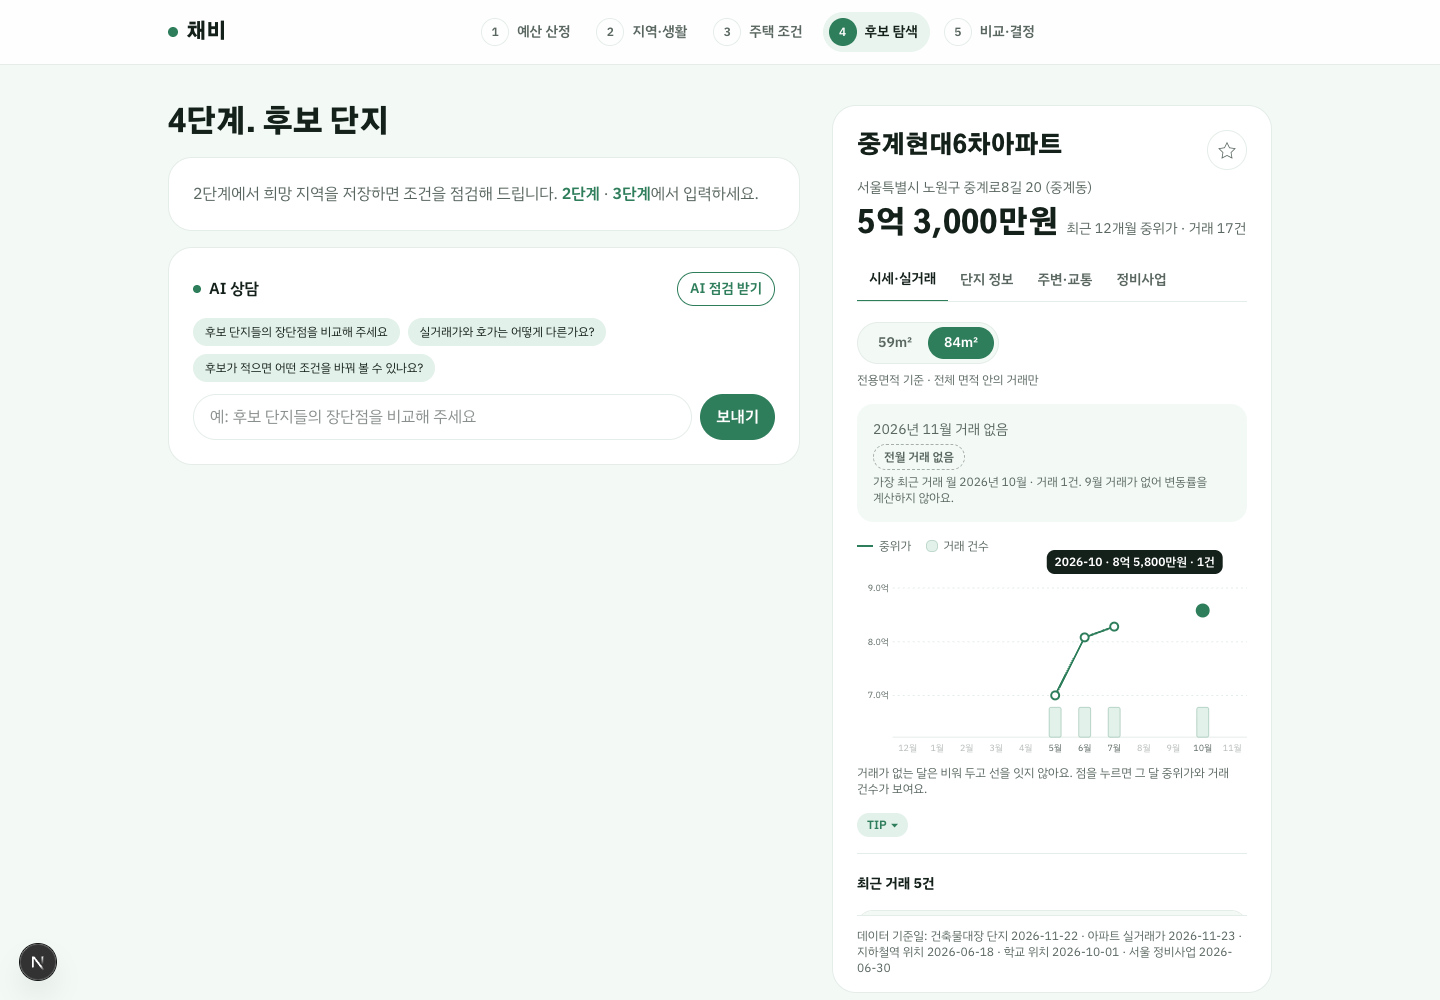 채비
1 예산 산정
2 지역·생활
3 주택 조건
4 후보 탐색
5 비교·결정
4단계. 후보 단지
2단계에서 희망 지역을 저장하면 조건을 점검해 드립니다. 2단계 · 3단계에서 입력하세요.
AI 상담
AI 점검 받기
후보 단지들의 장단점을 비교해 주세요
실거래가와 호가는 어떻게 다른가요?
후보가 적으면 어떤 조건을 바꿔 볼 수 있나요?
예: 후보 단지들의 장단점을 비교해 주세요
보내기
중계현대6차아파트
서울특별시 노원구 중계로8길 20 (중계동)
5억 3,000만원 최근 12개월 중위가 · 거래 17건
시세·실거래
단지 정보
주변·교통
정비사업
59m²
84m²
전용면적 기준 · 전체 면적 안의 거래만
2026년 11월 거래 없음
전월 거래 없음
가장 최근 거래 월 2026년 10월 · 거래 1건. 9월 거래가 없어 변동률을
계산하지 않아요.
중위가
거래 건수
2026-10 · 8억 5,800만원 · 1건
9.0억
8.0억
7.0억
12월 1월 2월 3월 4월 5월 6월 7월 8월 9월 10월 11월
거래가 없는 달은 비워 두고 선을 잇지 않아요. 점을 누르면 그 달 중위가와 거래
건수가 보여요.
TIP
최근 거래 5건
데이터 기준일: 건축물대장 단지 2026-11-22 · 아파트 실거래가 2026-11-23 ·
지하철역 위치 2026-06-18 · 학교 위치 2026-10-01 · 서울 정비사업 2026-
06-30
N